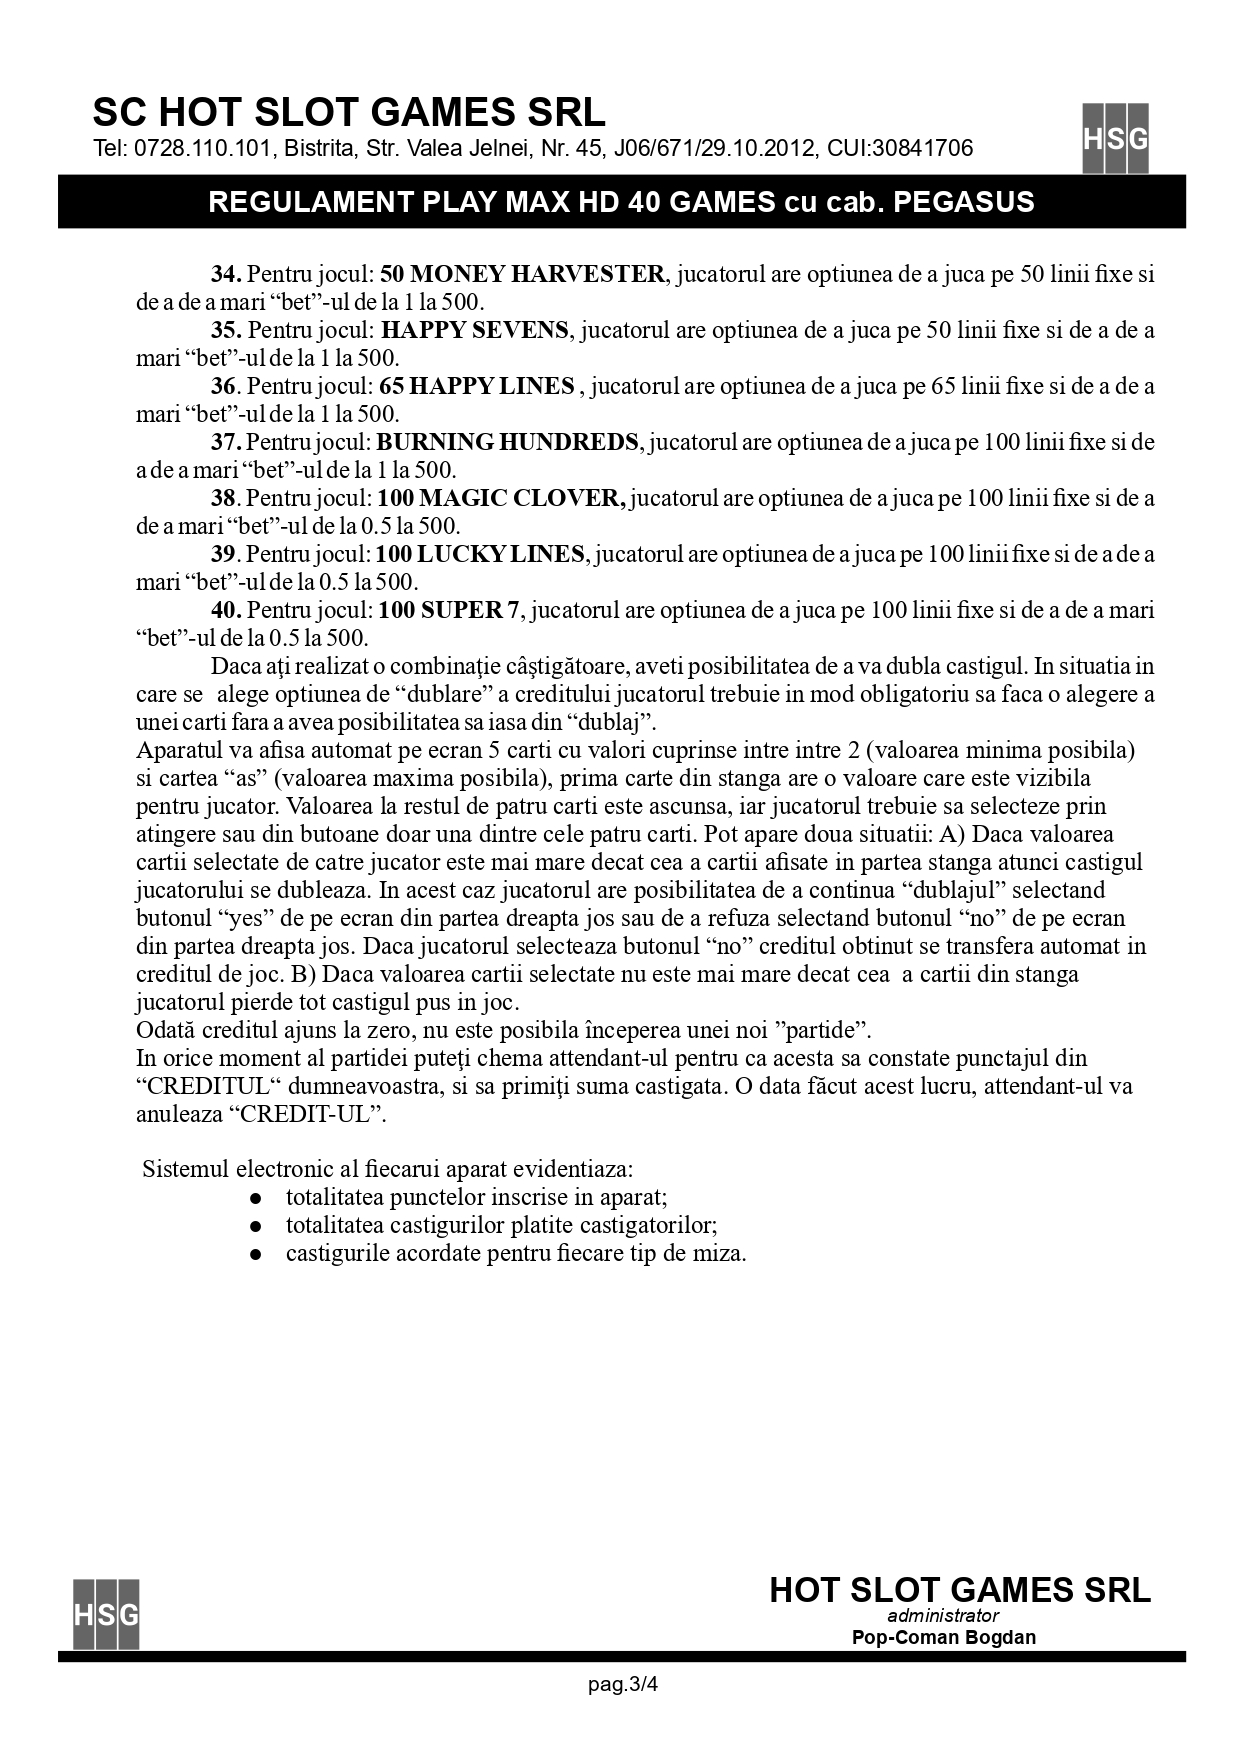 SC HOT SLOT GAMES SRL
Tel: 0728.110.101, Bistrita, Str. Valea Jelnei, Nr. 45, J06/671/29.10.2012, CUI:30841706
HSG
REGULAMENT PLAY MAX HD 40 GAMES cu cab. PEGASUS
34. Pentru jocul: 50 MONEY HARVESTER, jucatorul are optiunea de a juca pe 50 linii fixe si
de a de a mari “bet”-ul de la 1 la 500.
35. Pentru jocul: HAPPY SEVENS, jucatorul are optiunea de a juca pe 50 linii fixe si de a de a
mari “bet”-ul de la 1 la 500.
36. Pentru jocul: 65 HAPPY LINES , jucatorul are optiunea de a juca pe 65 linii fixe si de a de a
mari “bet”-ul de la 1 la 500.
37. Pentru jocul: BURNING HUNDREDS, jucatorul are optiunea de a juca pe 100 linii fixe si de
a de a mari “bet”-ul de la 1 la 500.
38. Pentru jocul: 100 MAGIC CLOVER, jucatorul are optiunea de a juca pe 100 linii fixe si de a
de a mari “bet”-ul de la 0.5 la 500.
39. Pentru jocul: 100 LUCKY LINES, jucatorul are optiunea de a juca pe 100 linii fixe si de a de a
mari “bet”-ul de la 0.5 la 500.
40. Pentru jocul: 100 SUPER 7, jucatorul are optiunea de a juca pe 100 linii fixe si de a de a mari
“bet”-ul de la 0.5 la 500.
Daca aţi realizat o combinaţie câştigătoare, aveti posibilitatea de a va dubla castigul. In situatia in
care se alege optiunea de “dublare” a creditului jucatorul trebuie in mod obligatoriu sa faca o alegere a
unei carti fara a avea posibilitatea sa iasa din “dublaj”.
Aparatul va afisa automat pe ecran 5 carti cu valori cuprinse intre intre 2 (valoarea minima posibila)
si cartea “as” (valoarea maxima posibila), prima carte din stanga are o valoare care este vizibila
pentru jucator. Valoarea la restul de patru carti este ascunsa, iar jucatorul trebuie sa selecteze prin
atingere sau din butoane doar una dintre cele patru carti. Pot apare doua situatii: A) Daca valoarea
cartii selectate de catre jucator este mai mare decat cea a cartii afisate in partea stanga atunci castigul
jucatorului se dubleaza. In acest caz jucatorul are posibilitatea de a continua “dublajul” selectand
butonul “yes” de pe ecran din partea dreapta jos sau de a refuza selectand butonul “no” de pe ecran
din partea dreapta jos. Daca jucatorul selecteaza butonul “no” creditul obtinut se transfera automat in
creditul de joc. B) Daca valoarea cartii selectate nu este mai mare decat cea a cartii din stanga
jucatorul pierde tot castigul pus in joc.
Odată creditul ajuns la zero, nu este posibila începerea unei noi ”partide”.
In orice moment al partidei puteţi chema attendant-ul pentru ca acesta sa constate punctajul din
“CREDITUL“ dumneavoastra, si sa primiţi suma castigata. O data făcut acest lucru, attendant-ul va
anuleaza “CREDIT-UL”.
Sistemul electronic al fiecarui aparat evidentiaza:
● totalitatea punctelor inscrise in aparat;
● totalitatea castigurilor platite castigatorilor;
● castigurile acordate pentru fiecare tip de miza.
HSG
HOT SLOT GAMES SRL
administrator
Pop-Coman Bogdan
pag.3/4